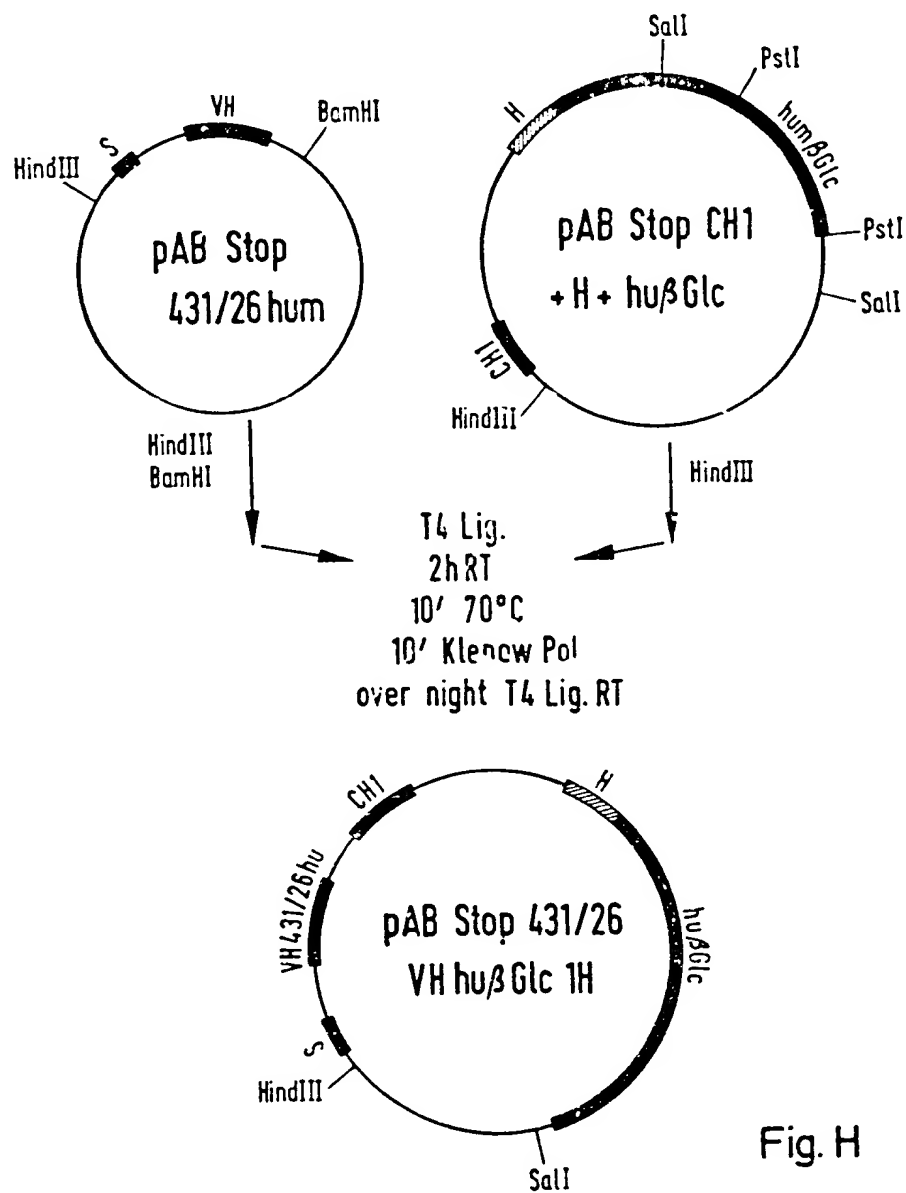 S
VH
BamHI
HindIII
pAB Stop
431/26 hum
HindIII
BamHI
SalI
PstI
H
humβGlc
pAB Stop CH1
+ H + huβGlc
PstI
SalI
CH1
HindIII
HindIII
T4 Lig.
2h RT
10′ 70°C
10′ Klenow Pol
over night T4 Lig. RT
CH1
H
VH431/26hu
pAB Stop 431/26
VH huβGlc 1H
huβGlc
S
HindIII
SalI
Fig. H